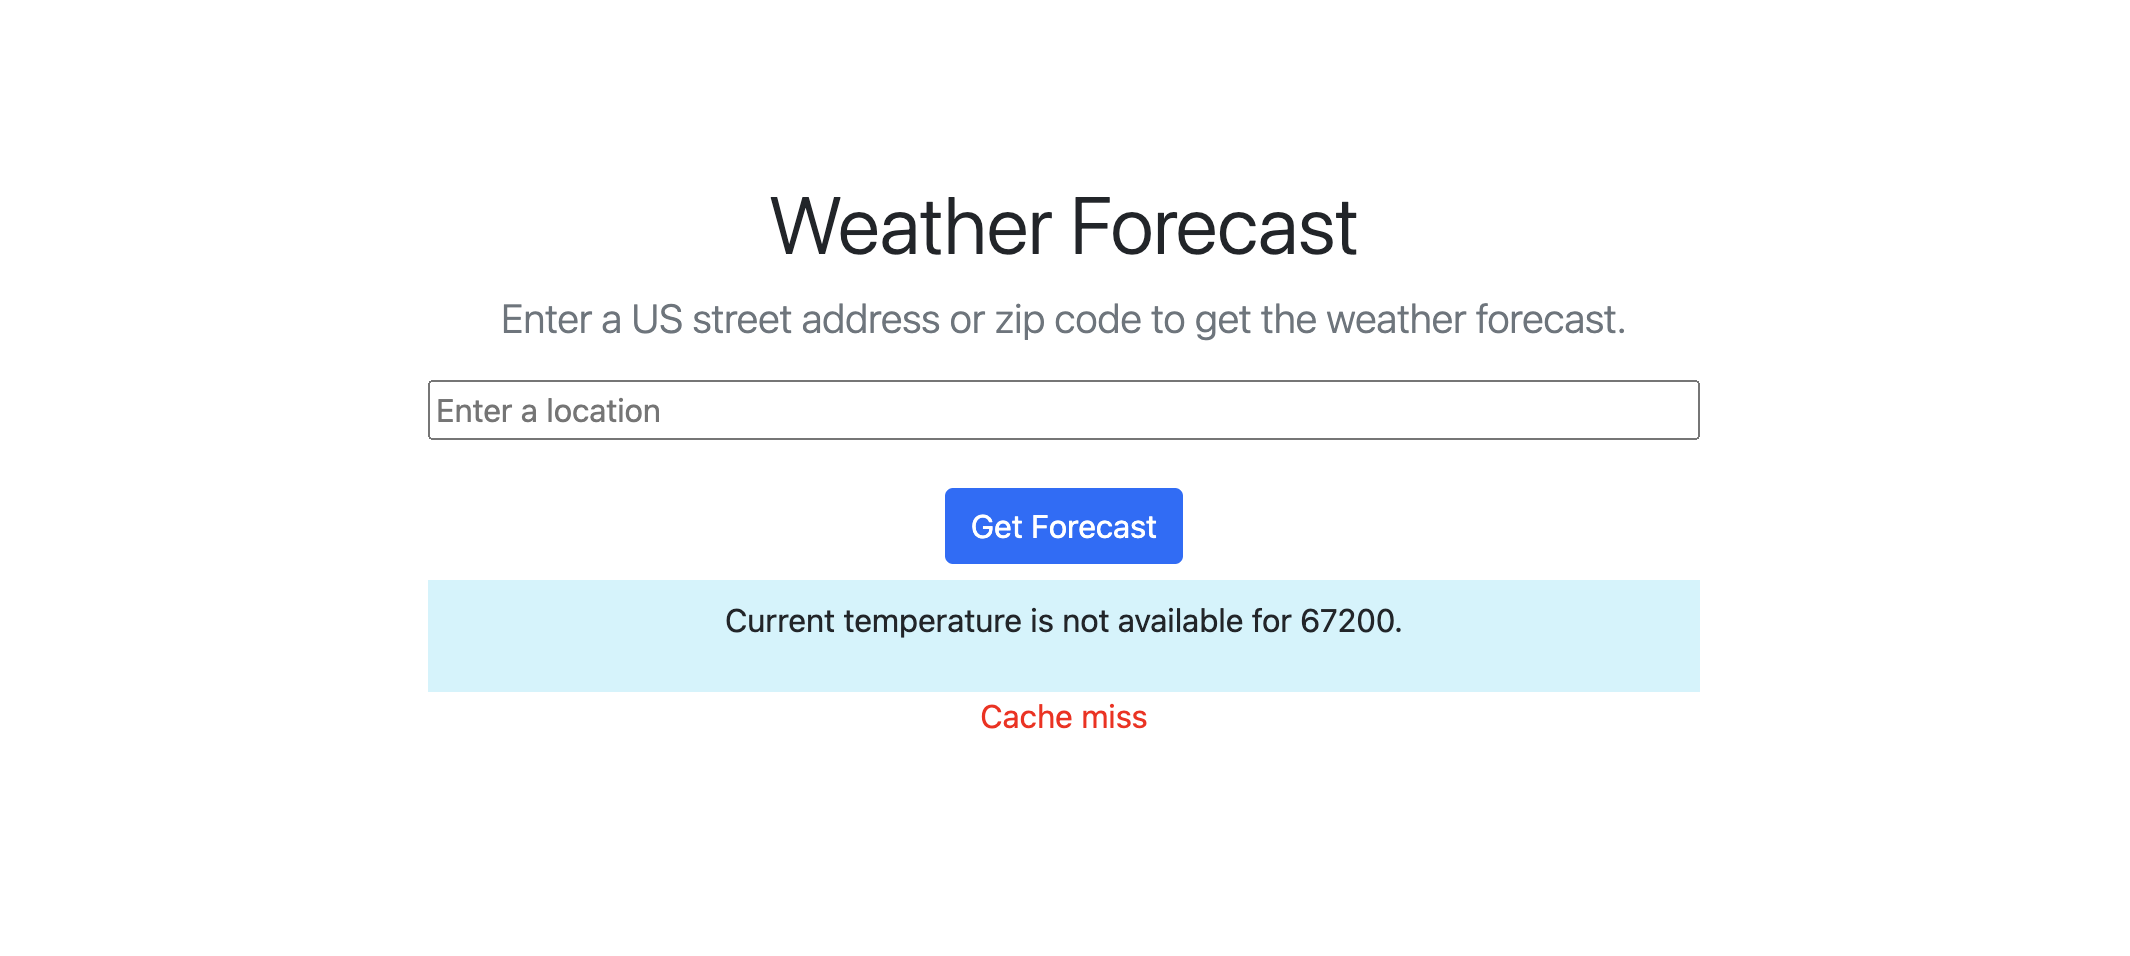 Weather Forecast
Enter a US street address or zip code to get the weather forecast.
Enter a location
Get Forecast
Current temperature is not available for 67200.
Cache miss